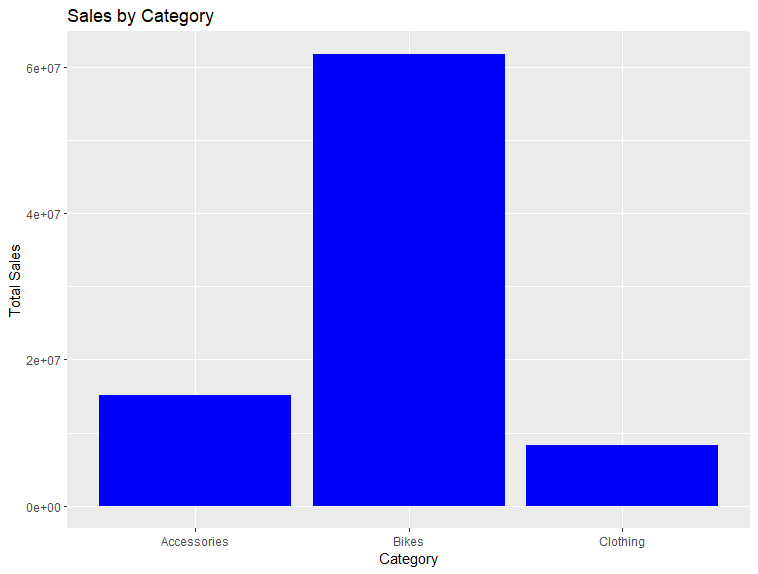 Sales by Category
Total Sales
6e+07
4e+07
2e+07
0e+00
Accessories Bikes Clothing
Category